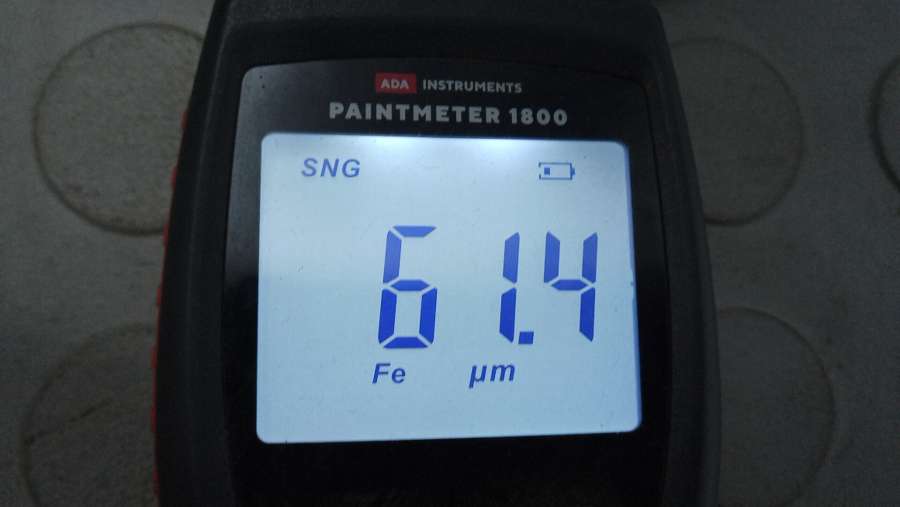 ADA INSTRUMENTS
PAINTMETER 1800
SNG
61.4
Fe µm